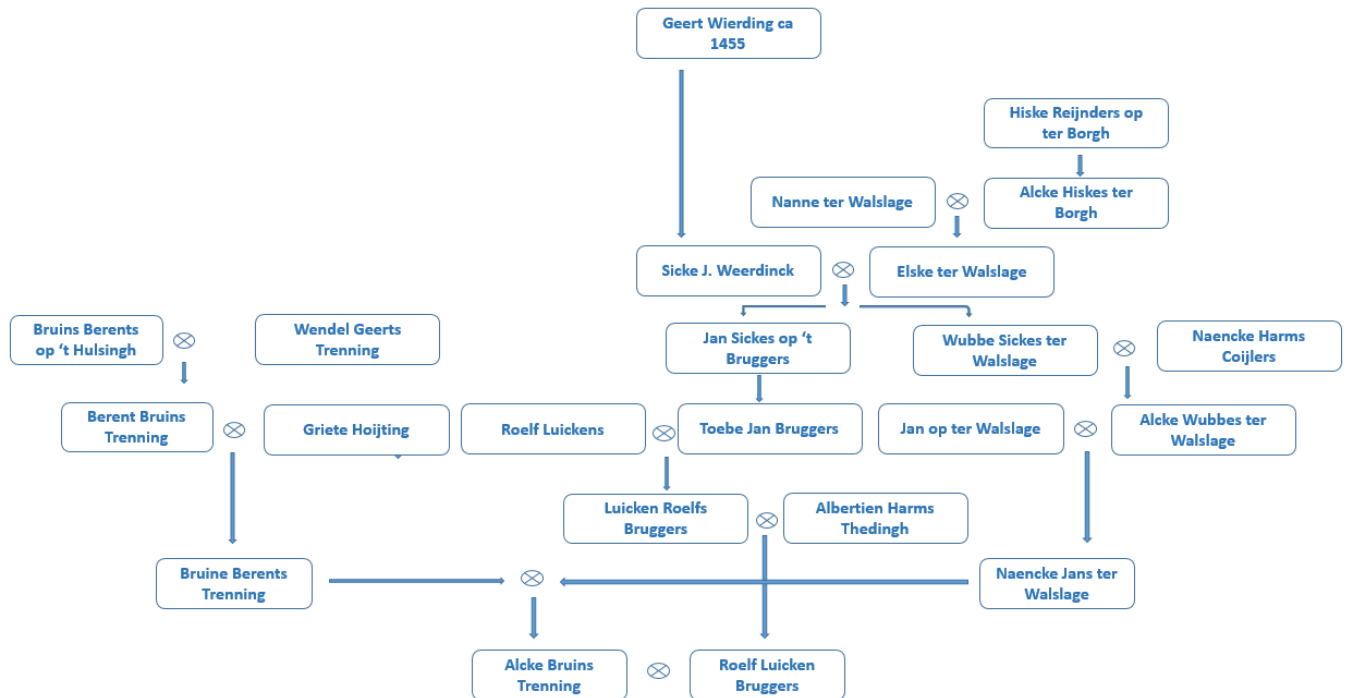 Geert Wierding ca
1455
Hiske Reijnders op
ter Borgh
Nanne ter Walslage
Alcke Hiskes ter
Borgh
Sicke J. Weerdinck
Elske ter Walslage
Bruins Berents
op ‘t Hulsingh
Wendel Geerts
Trenning
Jan Sickes op ‘t
Bruggers
Wubbe Sickes ter
Walslage
Naencke Harms
Coijlers
Berent Bruins
Trenning
Griete Hoijting
Roelf Luickens
Toebe Jan Bruggers
Jan op ter Walslage
Alcke Wubbes ter
Walslage
Luicken Roelfs
Bruggers
Albertien Harms
Thedingh
Bruine Berents
Trenning
Naencke Jans ter
Walslage
Alcke Bruins
Trenning
Roelf Luicken
Bruggers